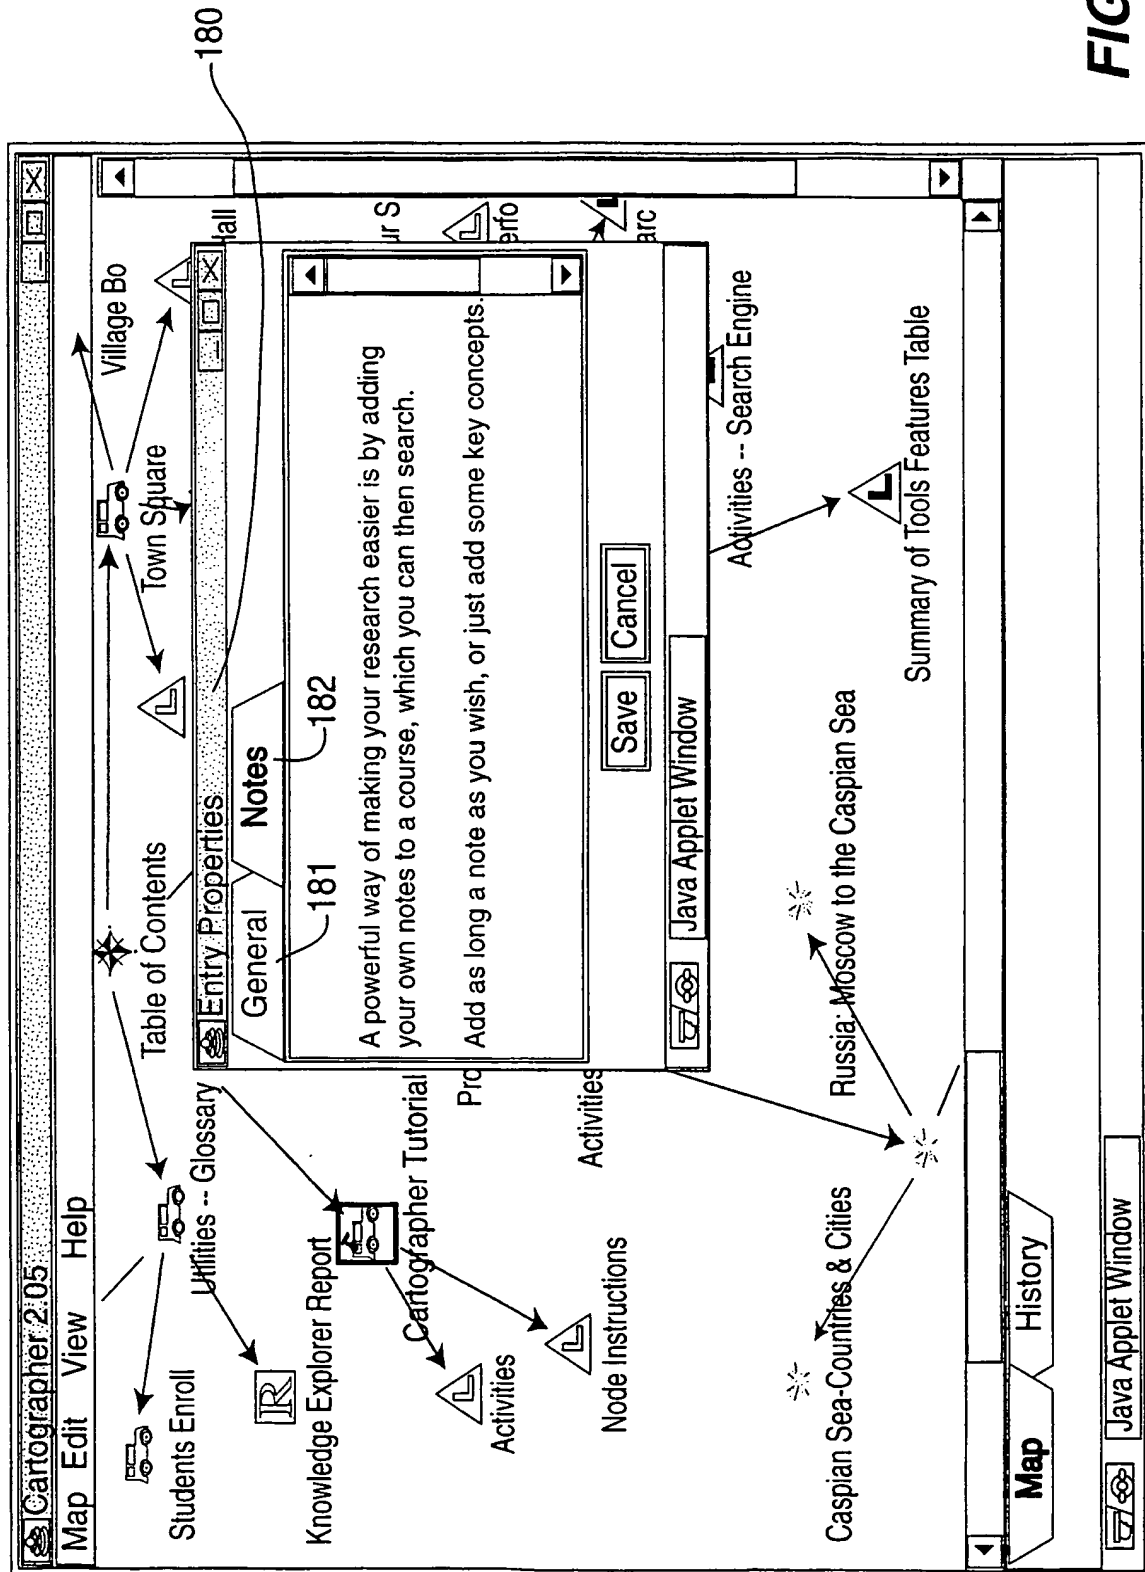 Cartographer 2.05
Map Edit View Help
Village Bo
Town Square
Table of Contents
Students Enroll
Utilities -- Glossary
Knowledge Explorer Report
Cartographer Tutorial
Activities
Node Instructions
Activities
Activities -- Search Engine
Summary of Tools Features Table
Russia: Moscow to the Caspian Sea
Caspian Sea-Countries & Cities
L
L
L
L
L
L
R
Entry Properties
General
Notes
181
182
180
A powerful way of making your research easier is by adding
your own notes to a course, which you can then search.
Add as long a note as you wish, or just add some key concepts.
Save
Cancel
Java Applet Window
Map
History
Java Applet Window
FIG